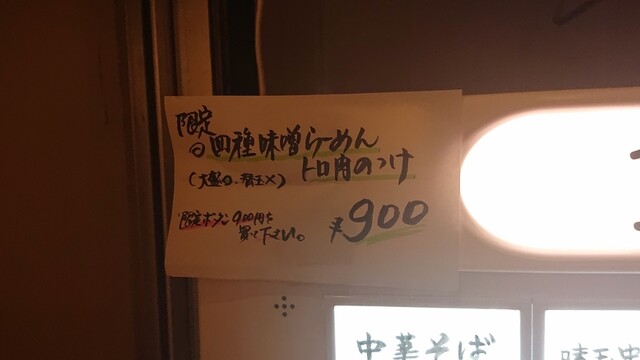 限定
◎四種味噌らーめん
トロ肉のっけ
(大盛◎・替玉×)
限定ボタン900円を
買って下さい。
¥900
中華そば